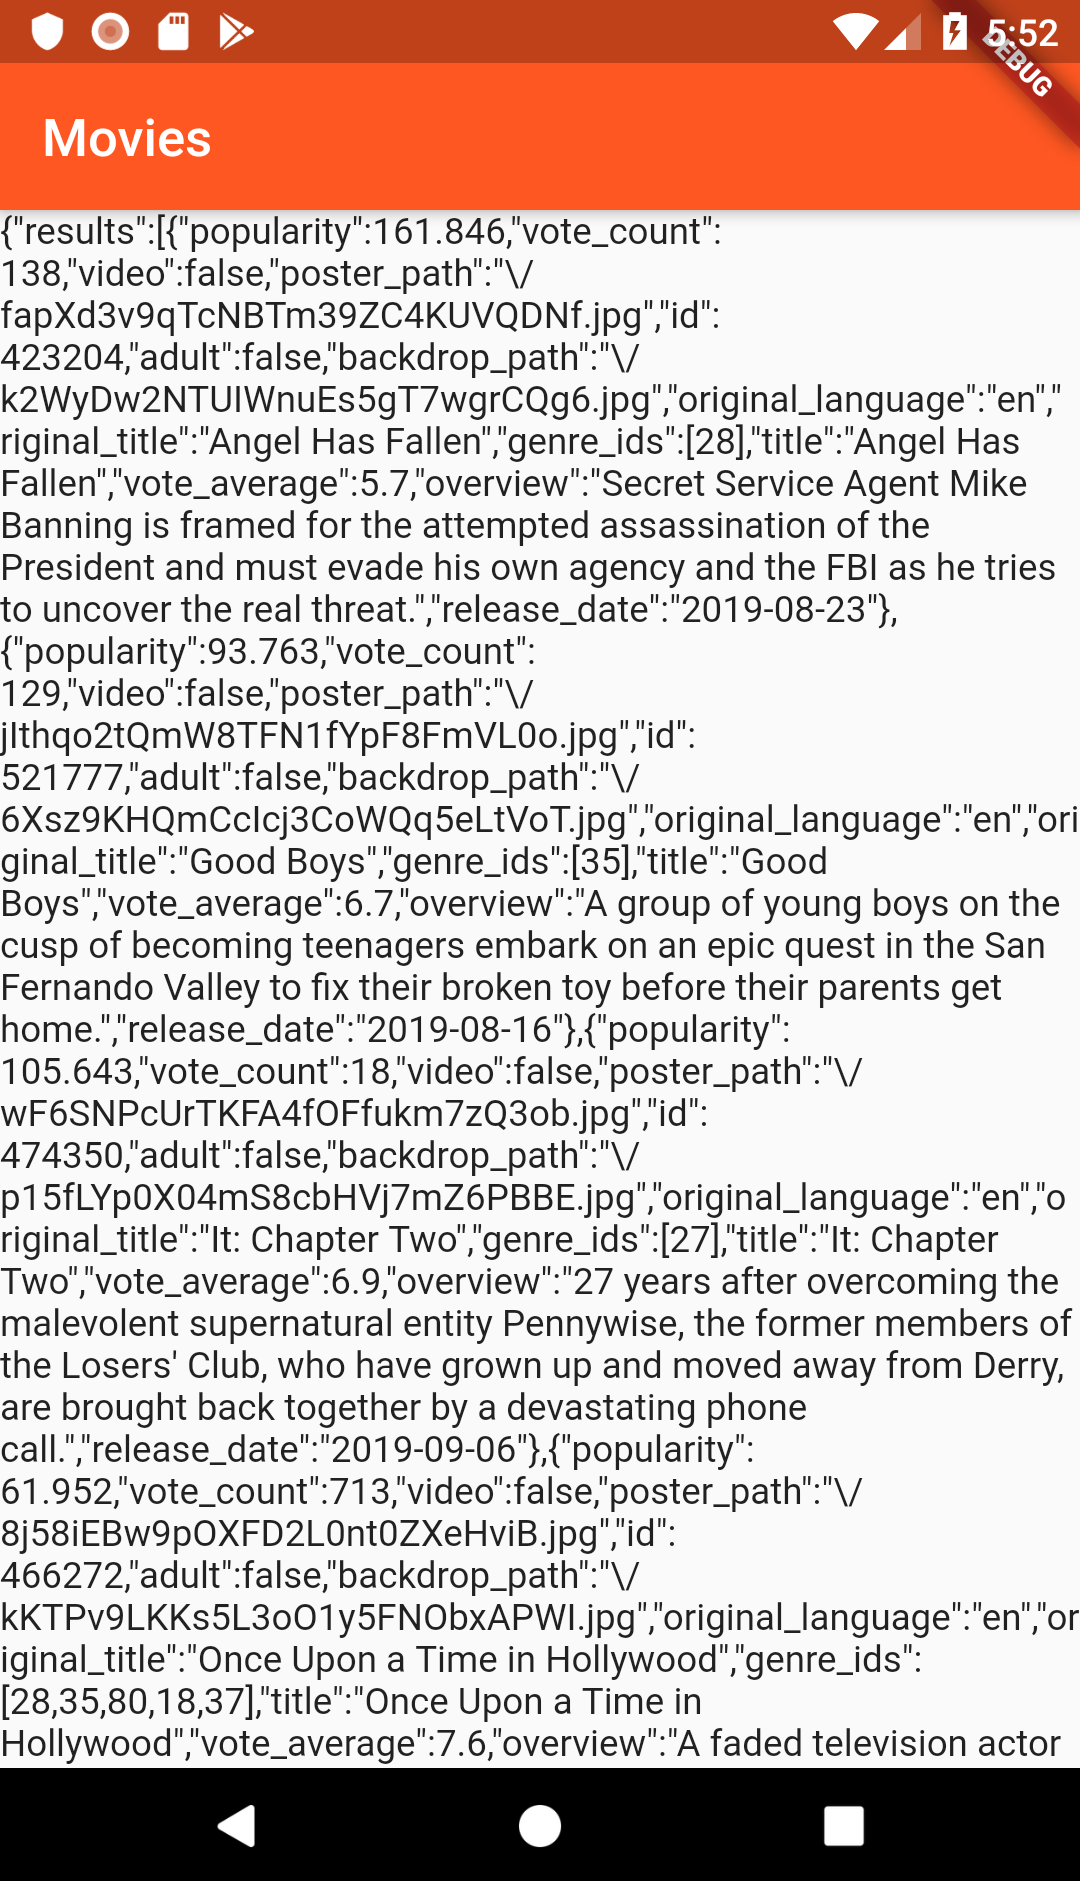 5:52
DEBUG
Movies
{"results":[{"popularity":161.846,"vote_count":
138,"video":false,"poster_path":"\/
fapXd3v9qTcNBTm39ZC4KUVQDNf.jpg","id":
423204,"adult":false,"backdrop_path":"\/
k2WyDw2NTUIWnuEs5gT7wgrCQg6.jpg","original_language":"en","
riginal_title":"Angel Has Fallen","genre_ids":[28],"title":"Angel Has
Fallen","vote_average":5.7,"overview":"Secret Service Agent Mike
Banning is framed for the attempted assassination of the
President and must evade his own agency and the FBI as he tries
to uncover the real threat.","release_date":"2019-08-23"},
{"popularity":93.763,"vote_count":
129,"video":false,"poster_path":"\/
jIthqo2tQmW8TFN1fYpF8FmVL0o.jpg","id":
521777,"adult":false,"backdrop_path":"\/
6Xsz9KHQmCcIcj3CoWQq5eLtVoT.jpg","original_language":"en","ori
ginal_title":"Good Boys","genre_ids":[35],"title":"Good
Boys","vote_average":6.7,"overview":"A group of young boys on the
cusp of becoming teenagers embark on an epic quest in the San
Fernando Valley to fix their broken toy before their parents get
home.","release_date":"2019-08-16"},{"popularity":
105.643,"vote_count":18,"video":false,"poster_path":"\/
wF6SNPcUrTKFA4fOFfukm7zQ3ob.jpg","id":
474350,"adult":false,"backdrop_path":"\/
p15fLYp0X04mS8cbHVj7mZ6PBBE.jpg","original_language":"en","o
riginal_title":"It: Chapter Two","genre_ids":[27],"title":"It: Chapter
Two","vote_average":6.9,"overview":"27 years after overcoming the
malevolent supernatural entity Pennywise, the former members of
the Losers' Club, who have grown up and moved away from Derry,
are brought back together by a devastating phone
call.","release_date":"2019-09-06"},{"popularity":
61.952,"vote_count":713,"video":false,"poster_path":"\/
8j58iEBw9pOXFD2L0nt0ZXeHviB.jpg","id":
466272,"adult":false,"backdrop_path":"\/
kKTPv9LKKs5L3oO1y5FNObxAPWI.jpg","original_language":"en","or
iginal_title":"Once Upon a Time in Hollywood","genre_ids":
[28,35,80,18,37],"title":"Once Upon a Time in
Hollywood","vote_average":7.6,"overview":"A faded television actor